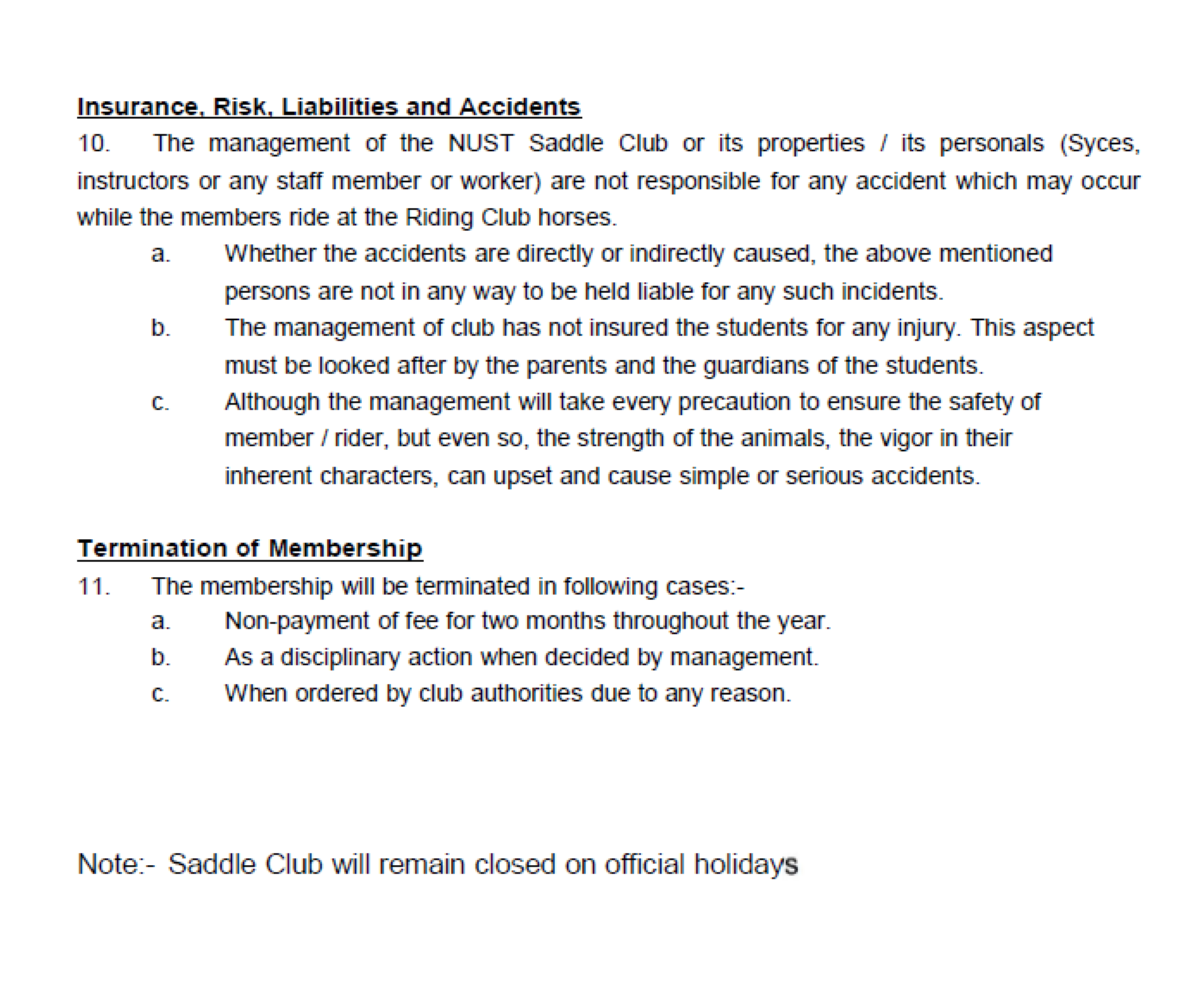 Insurance, Risk, Liabilities and Accidents
10. The management of the NUST Saddle Club or its properties / its personals (Syces,
instructors or any staff member or worker) are not responsible for any accident which may occur
while the members ride at the Riding Club horses.
a. Whether the accidents are directly or indirectly caused, the above mentioned
persons are not in any way to be held liable for any such incidents.
b. The management of club has not insured the students for any injury. This aspect
must be looked after by the parents and the guardians of the students.
c. Although the management will take every precaution to ensure the safety of
member / rider, but even so, the strength of the animals, the vigor in their
inherent characters, can upset and cause simple or serious accidents.
Termination of Membership
11. The membership will be terminated in following cases:-
a. Non-payment of fee for two months throughout the year.
b. As a disciplinary action when decided by management.
c. When ordered by club authorities due to any reason.
Note:- Saddle Club will remain closed on official holidays